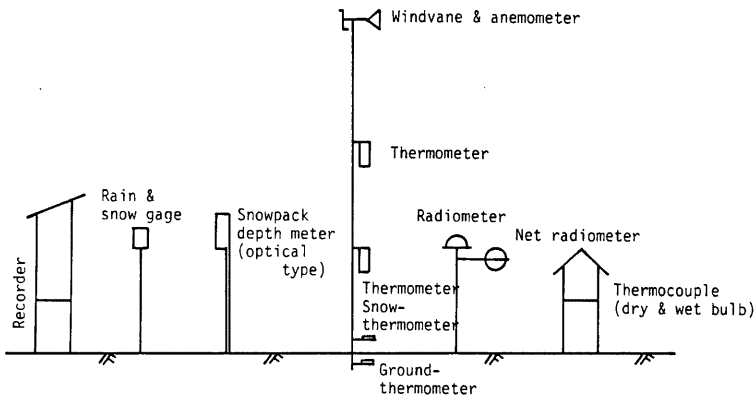 Windvane & anemometer
Thermometer
Rain &
snow gage
Snowpack
depth meter
(optical
type)
Radiometer
Net radiometer
Recorder
Thermometer
Snow-
thermometer
Thermocouple
(dry & wet bulb)
Ground-
thermometer